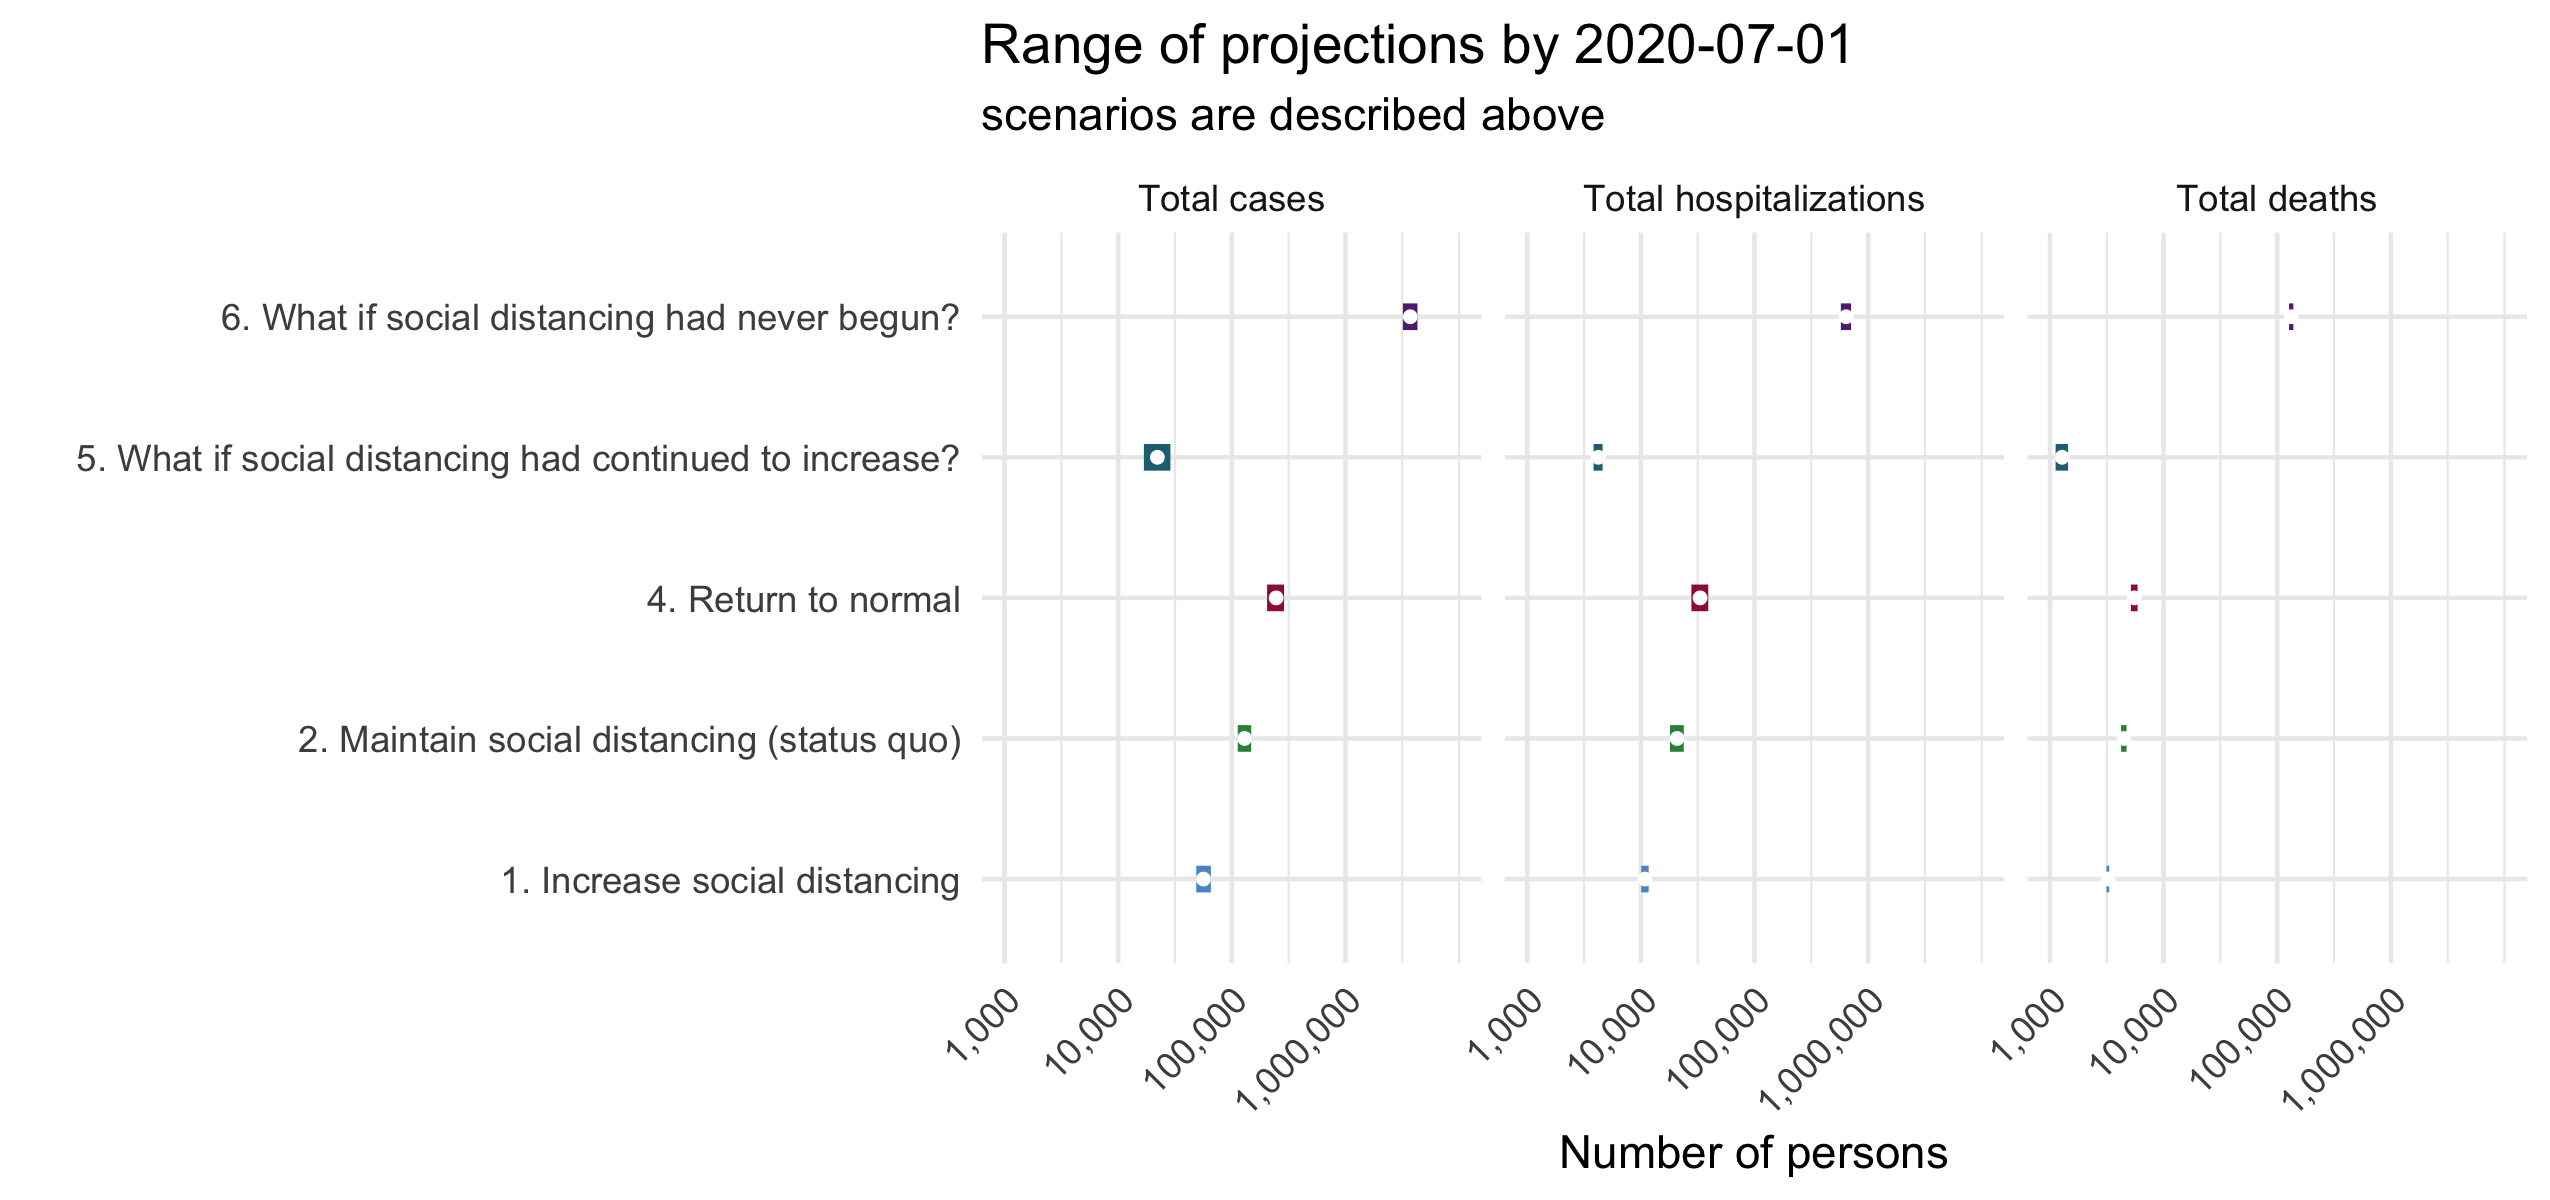 Range of projections by 2020-07-01
scenarios are described above
Total cases
Total hospitalizations
Total deaths
6. What if social distancing had never begun?
5. What if social distancing had continued to increase?
4. Return to normal
2. Maintain social distancing (status quo)
1. Increase social distancing
1,000
10,000
100,000
1,000,000
1,000
10,000
100,000
1,000,000
1,000
10,000
100,000
1,000,000
Number of persons